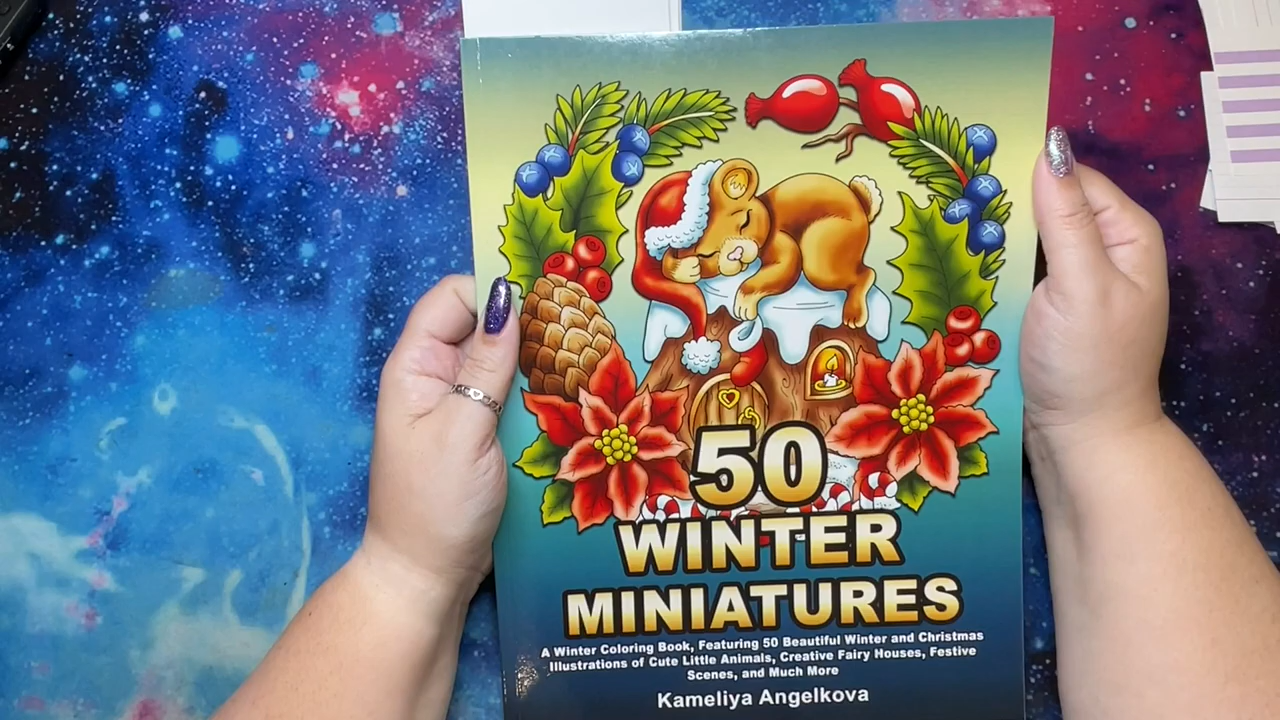 50
WINTER
MINIATURES
A Winter Coloring Book, Featuring 50 Beautiful Winter and Christmas
Illustrations of Cute Little Animals, Creative Fairy Houses, Festive
Scenes, and Much More
Kameliya Angelkova